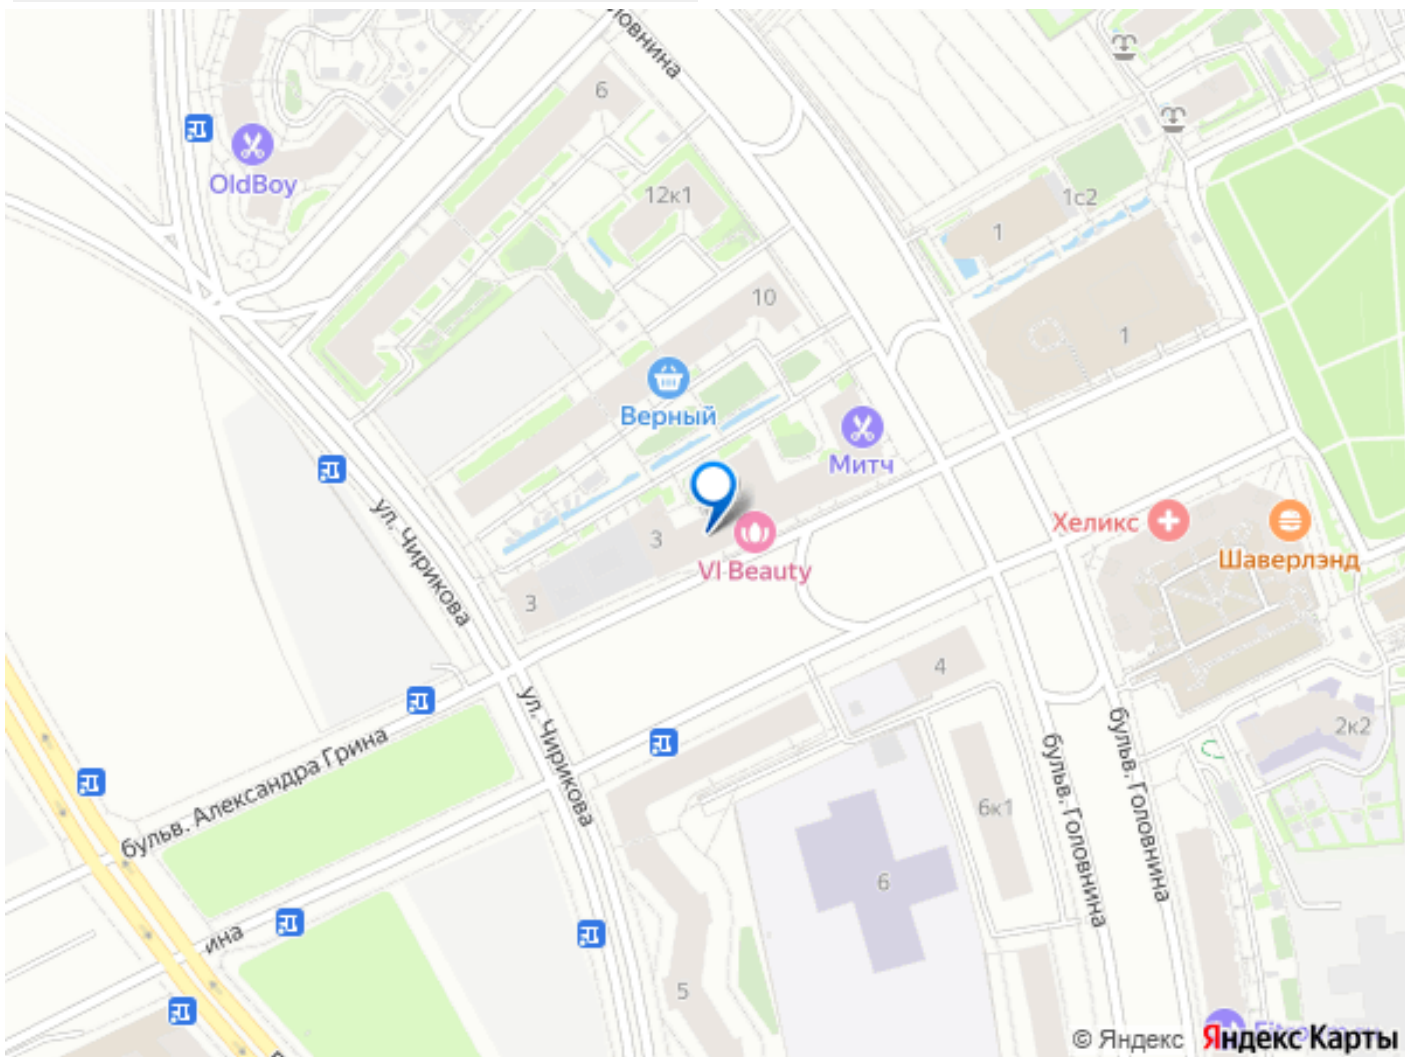 ловнина
6
OldBoy
12к1
1с2
1
10
1
Верный
Митч
ул. Чирикова
3
VI Beauty
Хеликс
Шаверлэнд
3
4
ул. Чирикова
бульв. Александра Грина
2к2
бульв. Головнина
бульв. Головнина
6к1
6
ина
5
© Яндекс Яндекс Карты